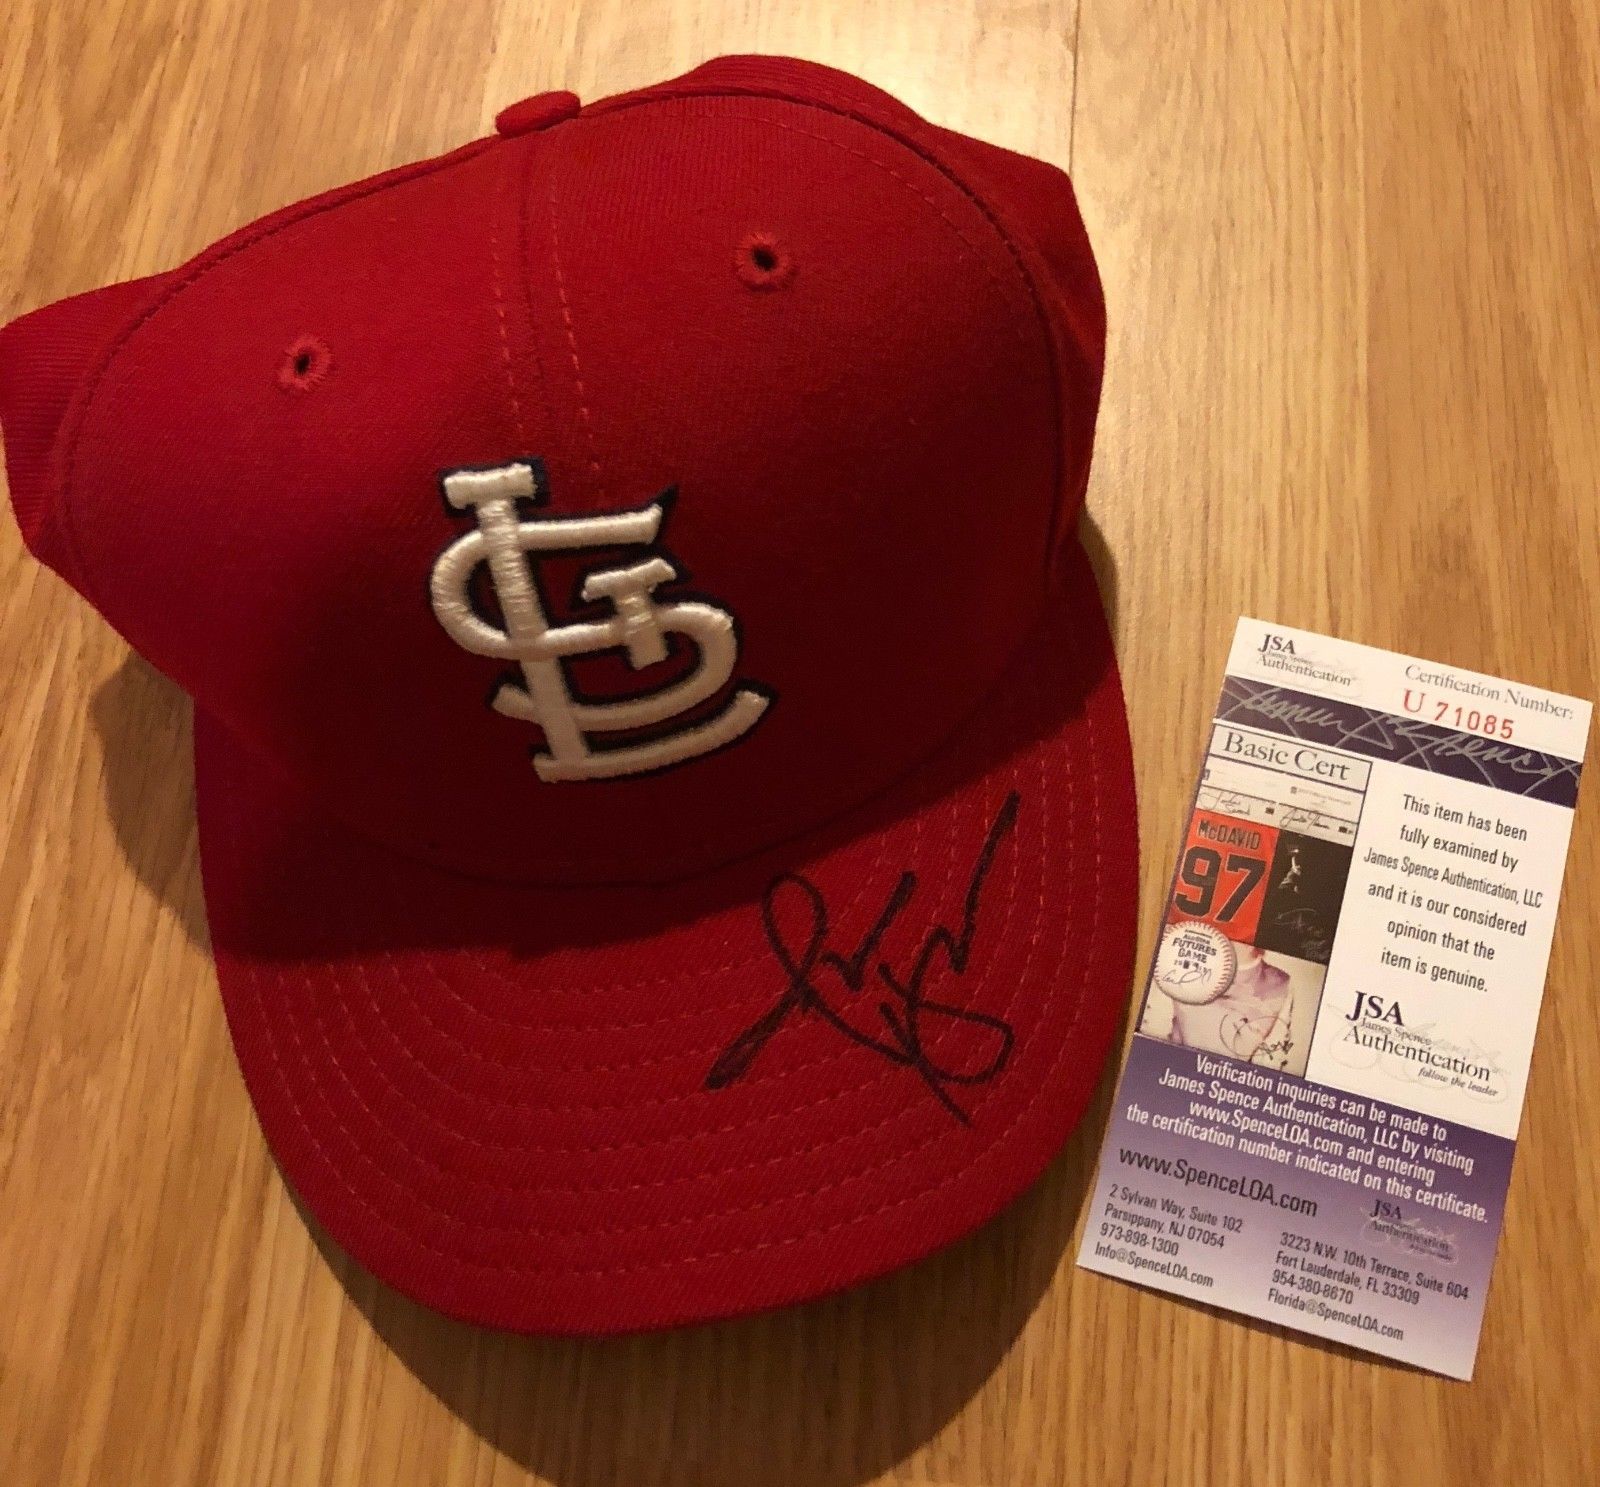 STL
JSA
James Spence
Authentication
Certification Number:
U 71085
James Spence
Basic Cert
McDAVID
97
ALL-STAR
FUTURES
GAME
This item has been
fully examined by
James Spence Authentication, LLC
and it is our considered
opinion that the
item is genuine.
JSA
James Spence
Authentication
follow the leader
Verification inquiries can be made to
James Spence Authentication, LLC by visiting
www.SpenceLOA.com and entering
the certification number indicated on this certificate.
www.SpenceLOA.com
2 Sylvan Way, Suite 102
Parsippany, NJ 07054
973-898-1300
Info@SpenceLOA.com
JSA
Authentication
3223 N.W. 10th Terrace, Suite 604
Fort Lauderdale, FL 33309
954-380-8670
Florida@SpenceLOA.com